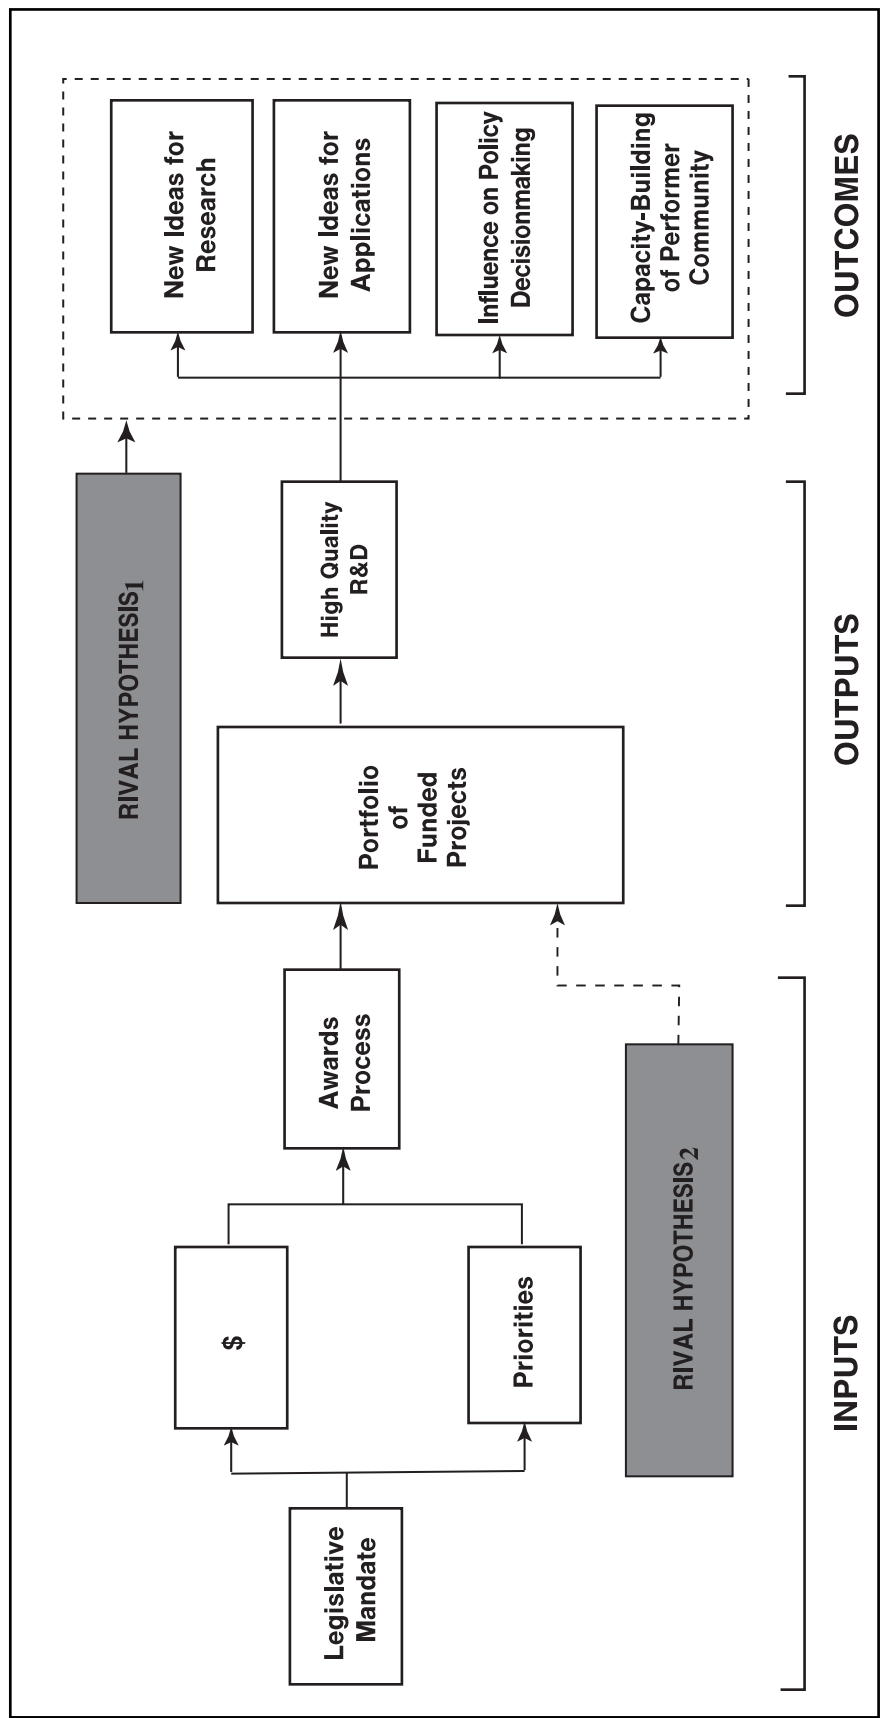 Legislative
Mandate
$
Priorities
Awards
Process
RIVAL HYPOTHESIS2
Portfolio
of
Funded
Projects
RIVAL HYPOTHESIS1
High Quality
R&D
New Ideas for
Research
New Ideas for
Applications
Influence on Policy
Decisionmaking
Capacity-Building
of Performer
Community
INPUTS
OUTPUTS
OUTCOMES